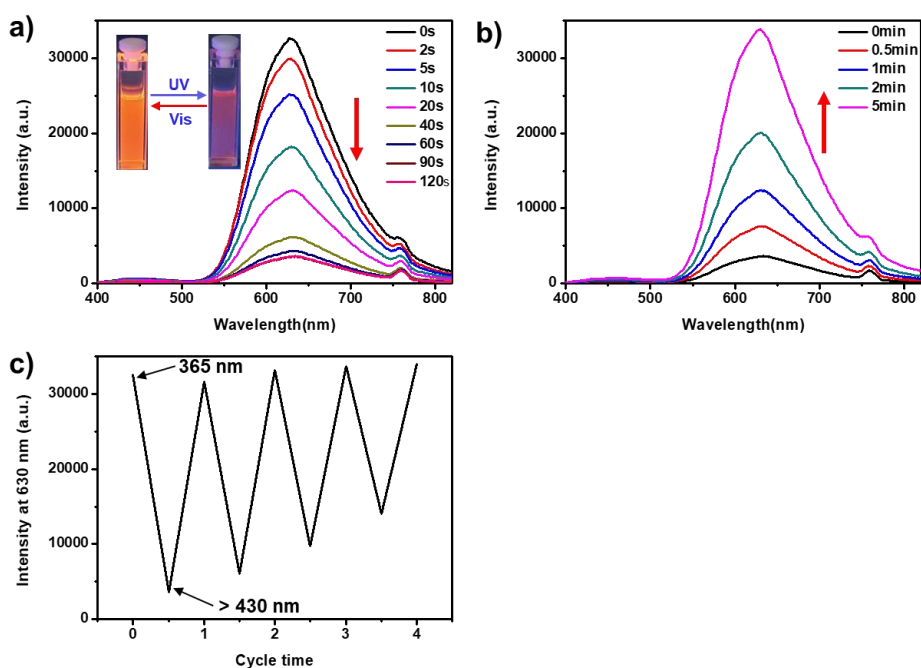 a)
UV
Vis
0s
2s
5s
10s
20s
40s
60s
90s
120s
Intensity (a.u.)
30000
20000
10000
0
400 500 600 700 800
Wavelength(nm)
b)
0min
0.5min
1min
2min
5min
Intensity (a.u.)
30000
20000
10000
0
400 500 600 700 800
Wavelength(nm)
c)
365 nm
> 430 nm
Intensity at 630 nm (a.u.)
30000
20000
10000
0
0 1 2 3 4
Cycle time